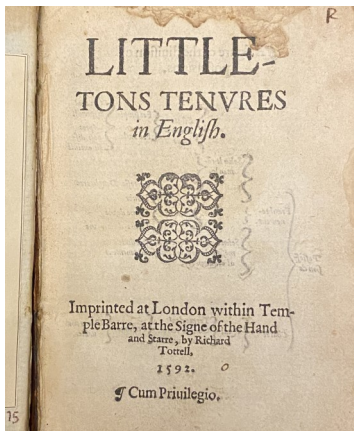 R
LITTLE-
TONS TENVRES
in Engliſh.
Imprinted at London within Tem-
ple Barre, at the Signe of the Hand
and Starre, by Richard
Tottell.
1592.
¶ Cum Priuilegio.
75